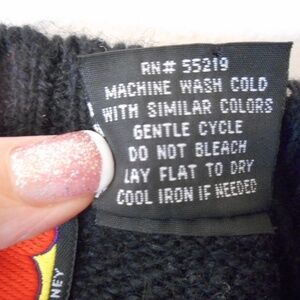 RN# 55219
MACHINE WASH COLD
WITH SIMILAR COLORS
GENTLE CYCLE
DO NOT BLEACH
LAY FLAT TO DRY
COOL IRON IF NEEDED
NEY